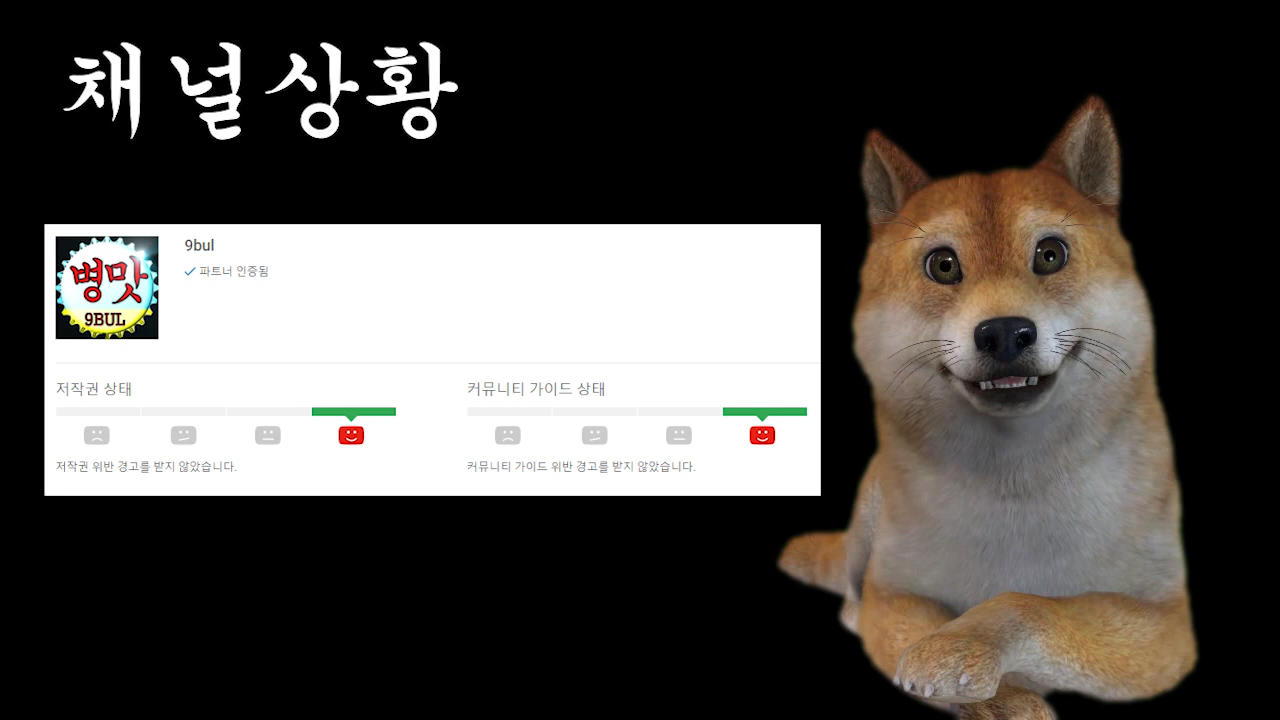 채널상황
병맛
9BUL
9bul
파트너 인증됨
저작권 상태
저작권 위반 경고를 받지 않았습니다.
커뮤니티 가이드 상태
커뮤니티 가이드 위반 경고를 받지 않았습니다.